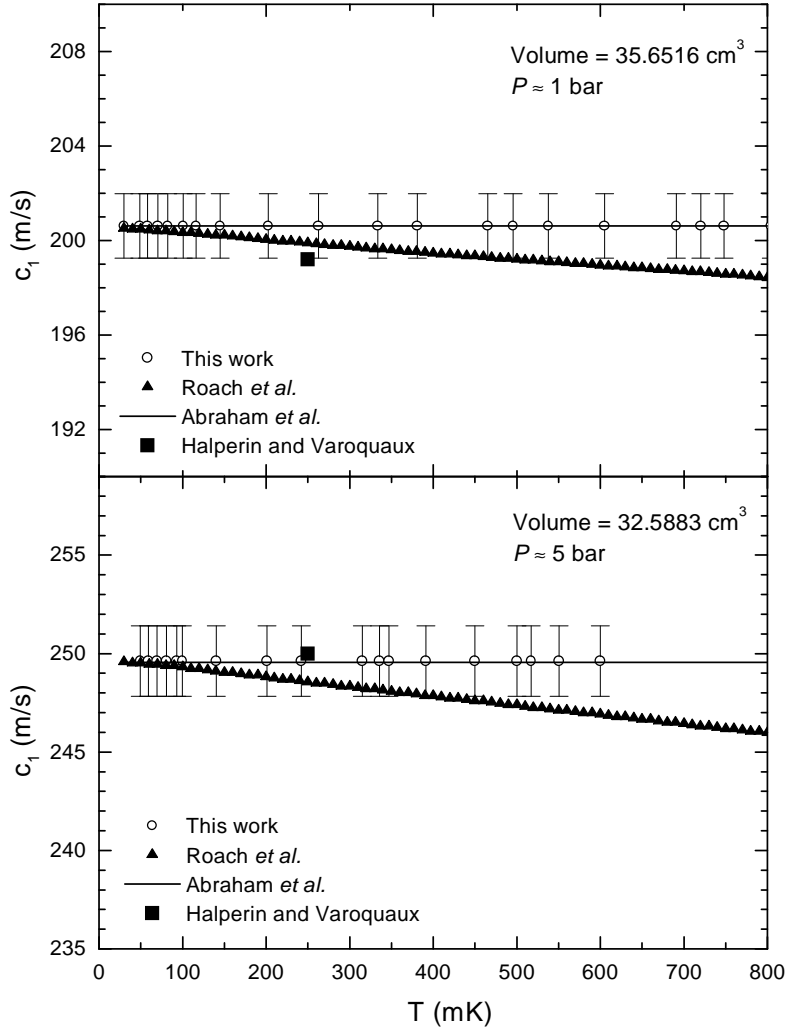 208
204
200
196
192
c₁ (m/s)
Volume = 35.6516 cm³
P ≈ 1 bar
This work
Roach et al.
Abraham et al.
Halperin and Varoquaux
255
250
245
240
235
c₁ (m/s)
Volume = 32.5883 cm³
P ≈ 5 bar
This work
Roach et al.
Abraham et al.
Halperin and Varoquaux
0 100 200 300 400 500 600 700 800
T (mK)